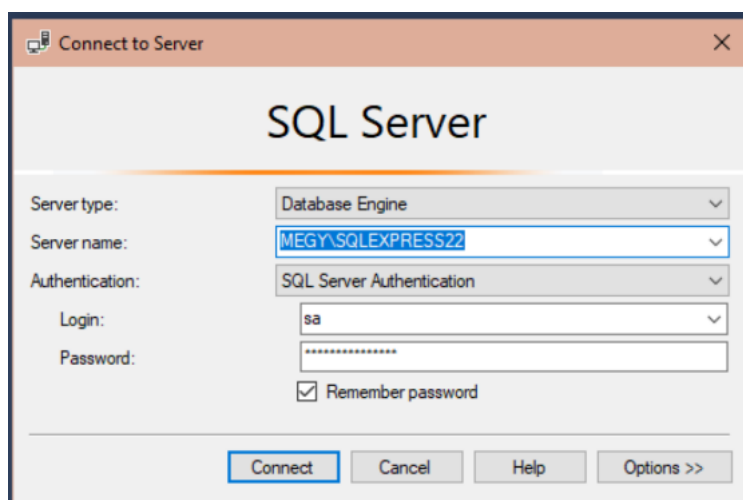 Connect to Server
SQL Server
Server type: Database Engine
Server name: MEGY\SQLEXPRESS22
Authentication: SQL Server Authentication
Login: sa
Password: ***************
Remember password
Connect Cancel Help Options >>